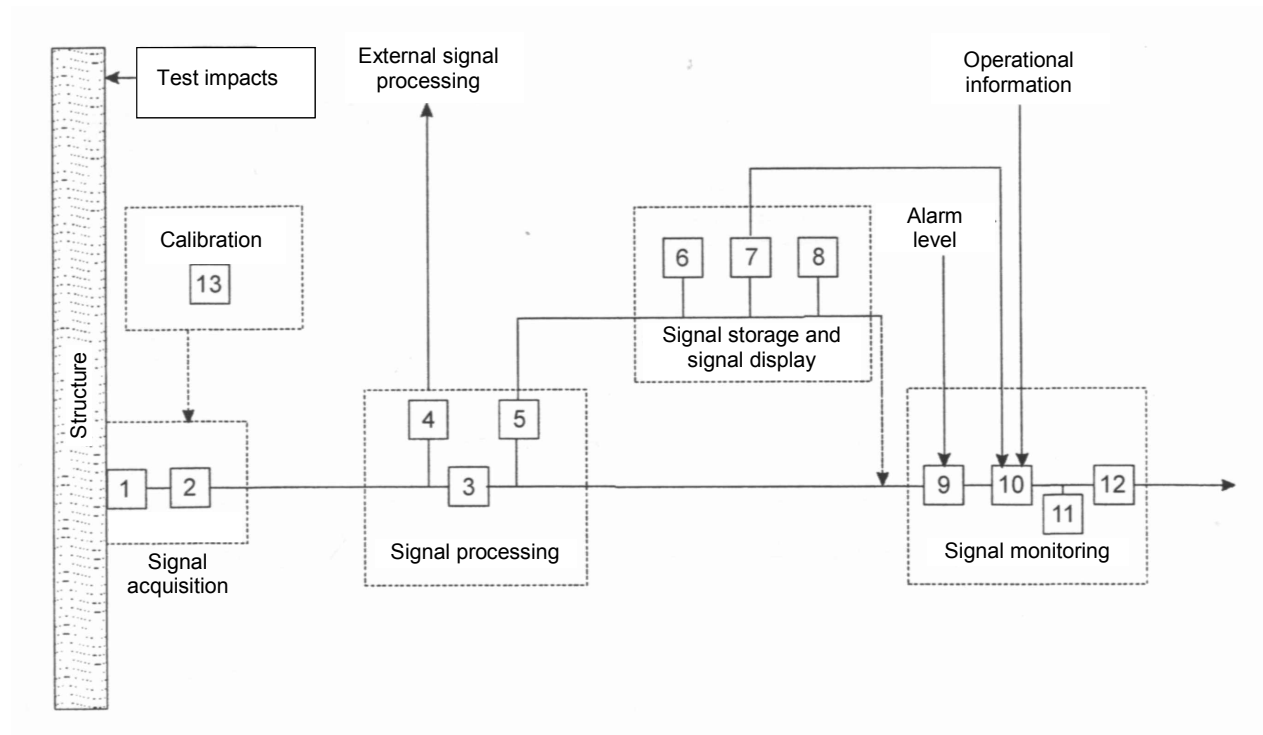 Test impacts
External signal
processing
Operational
information
Calibration
13
Alarm
level
6
7
8
Signal storage and
signal display
Structure
4
5
1
2
3
9
10
11
12
Signal
acquisition
Signal processing
Signal monitoring